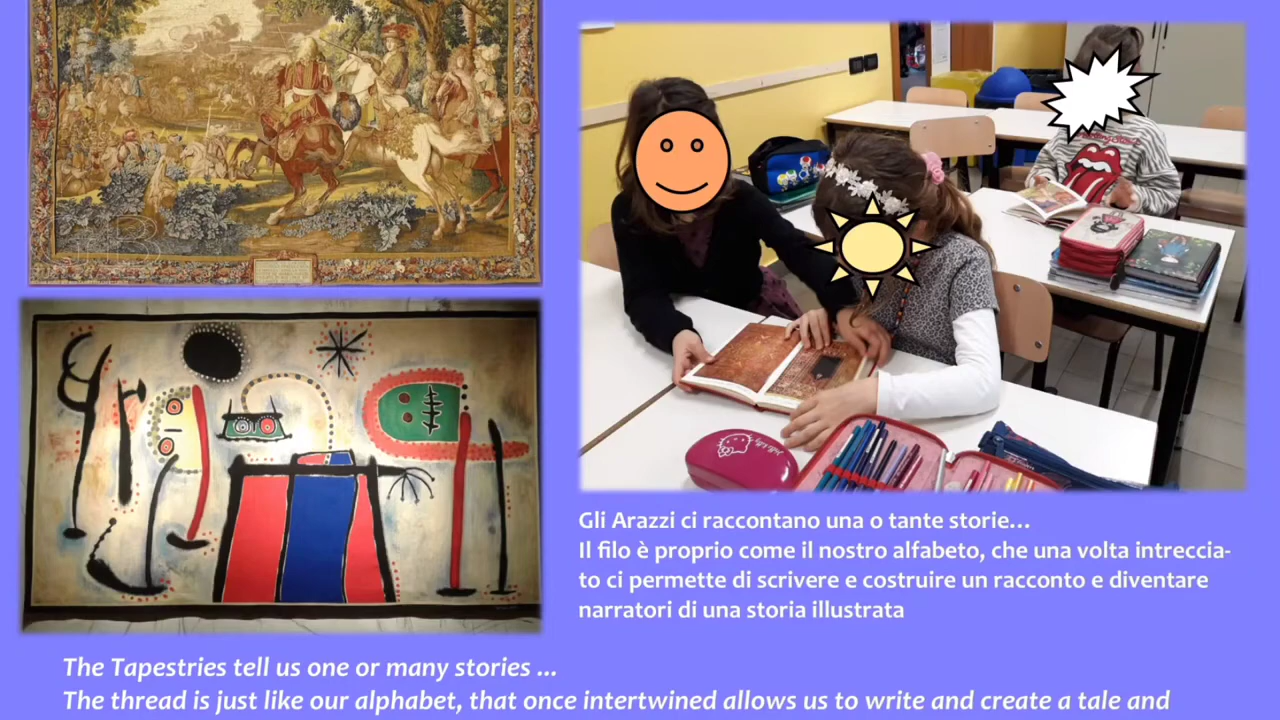 Gli Arazzi ci raccontano una o tante storie...
Il filo è proprio come il nostro alfabeto, che una volta intreccia-
to ci permette di scrivere e costruire un racconto e diventare
narratori di una storia illustrata
The Tapestries tell us one or many stories ...
The thread is just like our alphabet, that once intertwined allows us to write and create a tale and